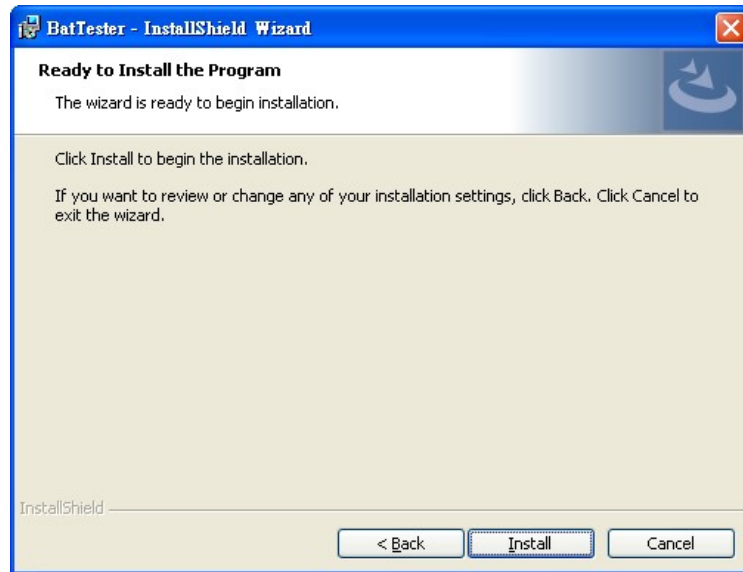 BatTester - InstallShield Wizard
Ready to Install the Program
The wizard is ready to begin installation.
Click Install to begin the installation.
If you want to review or change any of your installation settings, click Back. Click Cancel to
exit the wizard.
InstallShield
< Back
Install
Cancel